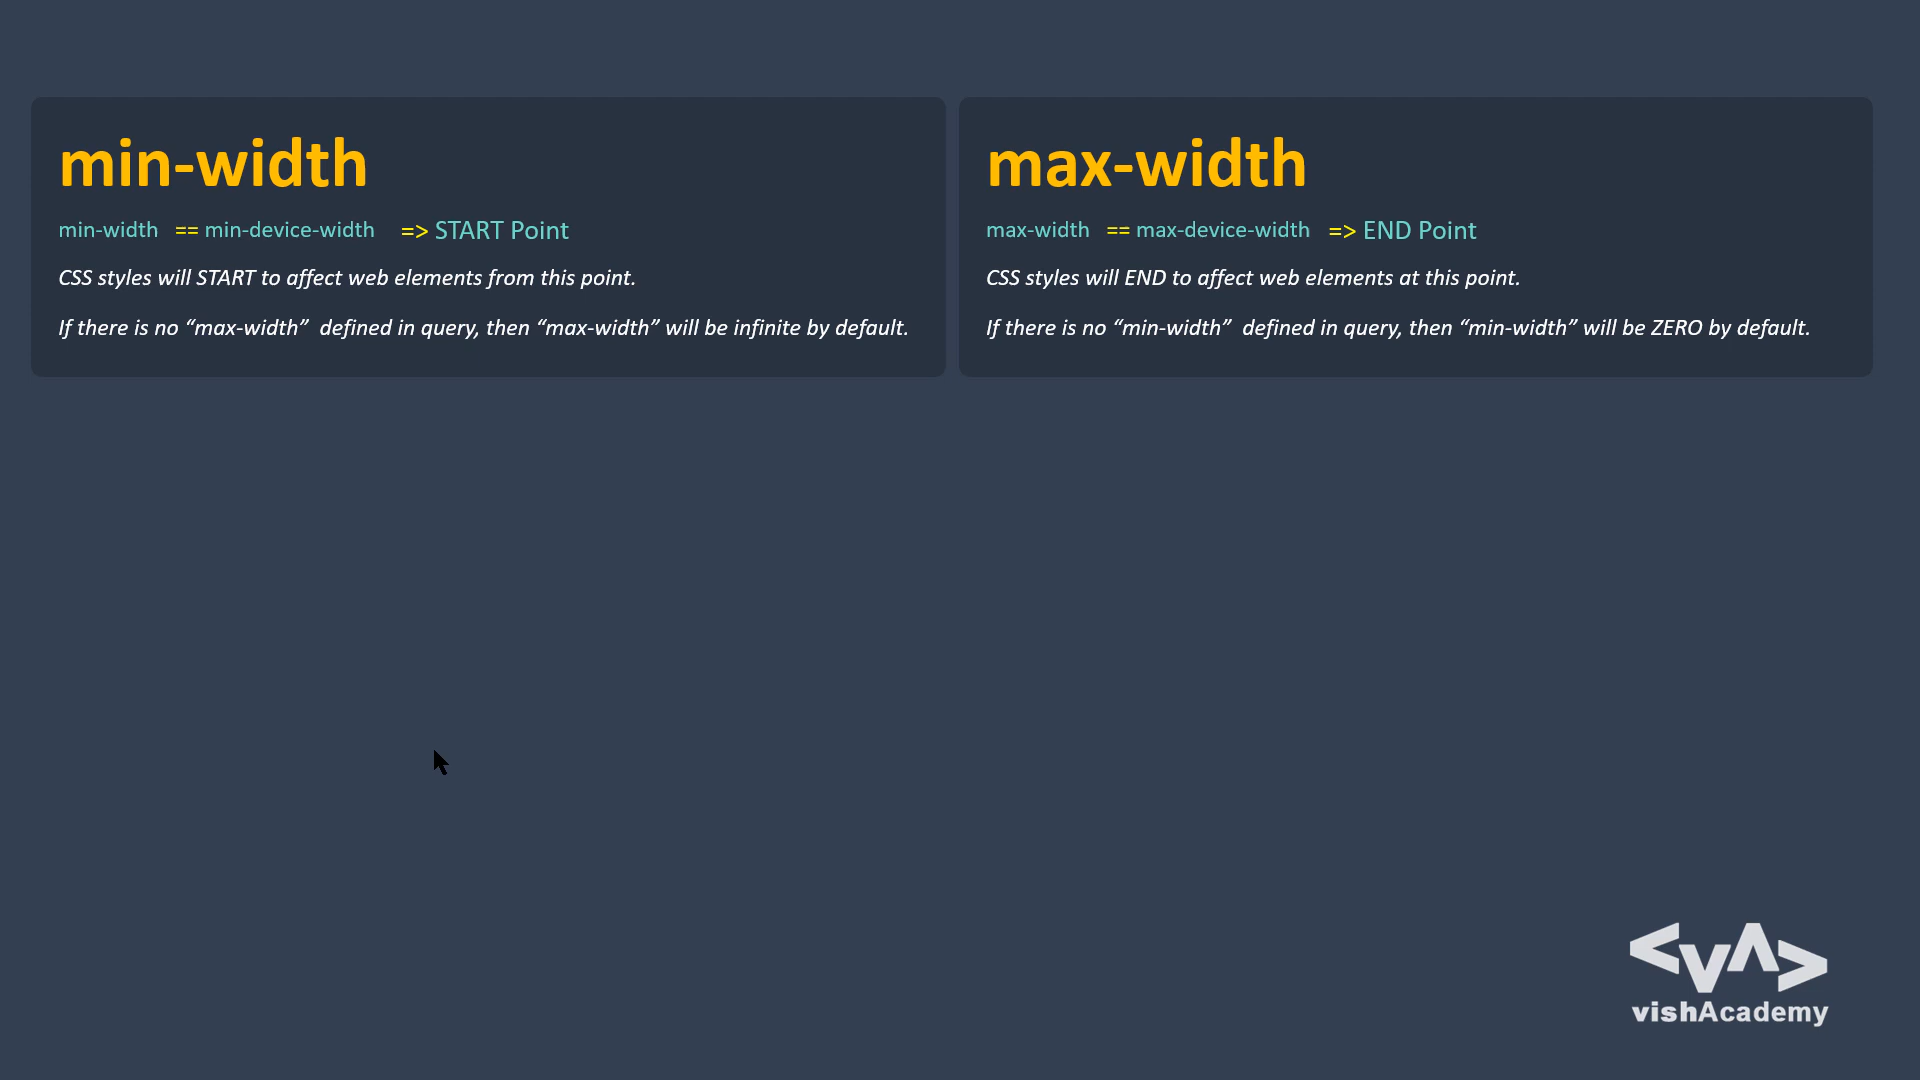 min-width
min-width == min-device-width => START Point
CSS styles will START to affect web elements from this point.
If there is no “max-width” defined in query, then “max-width” will be infinite by default.
max-width
max-width == max-device-width => END Point
CSS styles will END to affect web elements at this point.
If there is no “min-width” defined in query, then “min-width” will be ZERO by default.
<VA>
vishAcademy